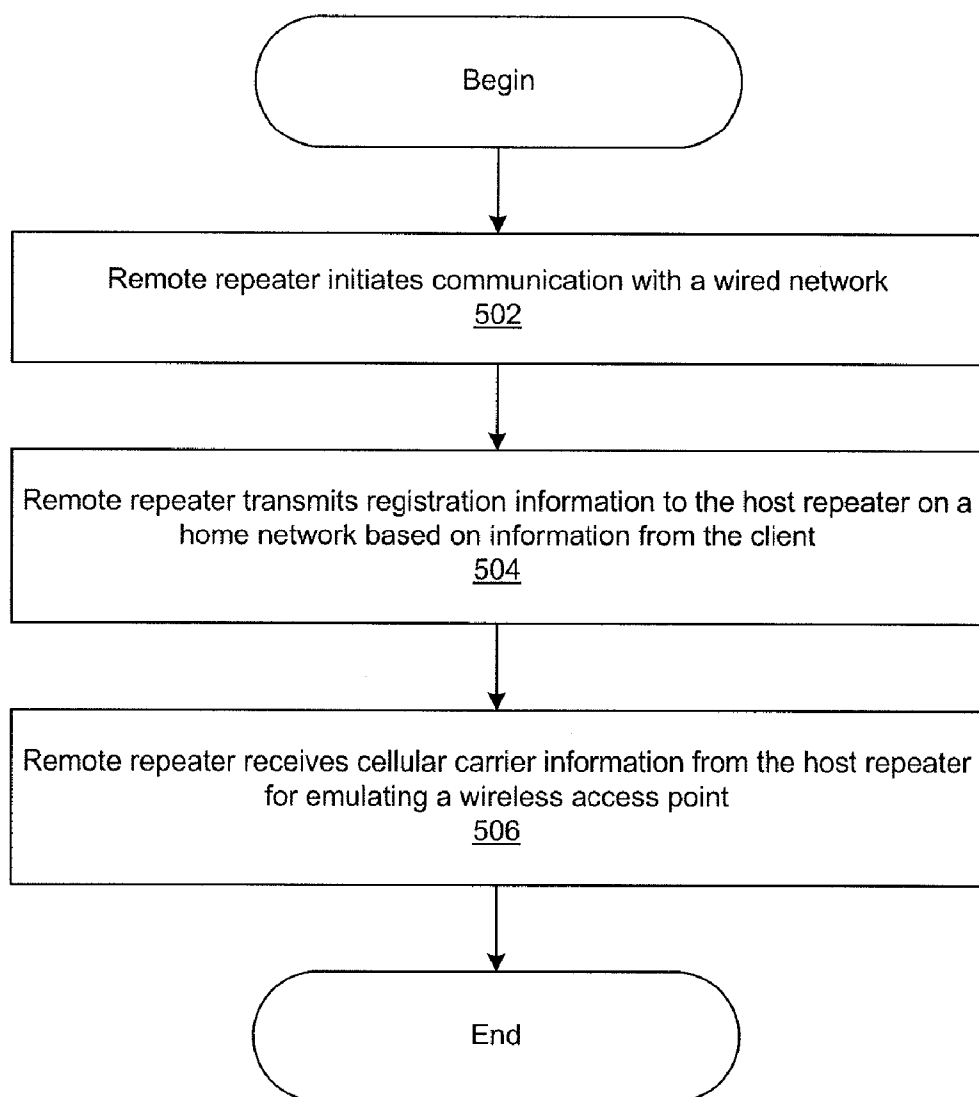 Begin
Remote repeater initiates communication with a wired network
502
Remote repeater transmits registration information to the host repeater on a
home network based on information from the client
504
Remote repeater receives cellular carrier information from the host repeater
for emulating a wireless access point
506
End